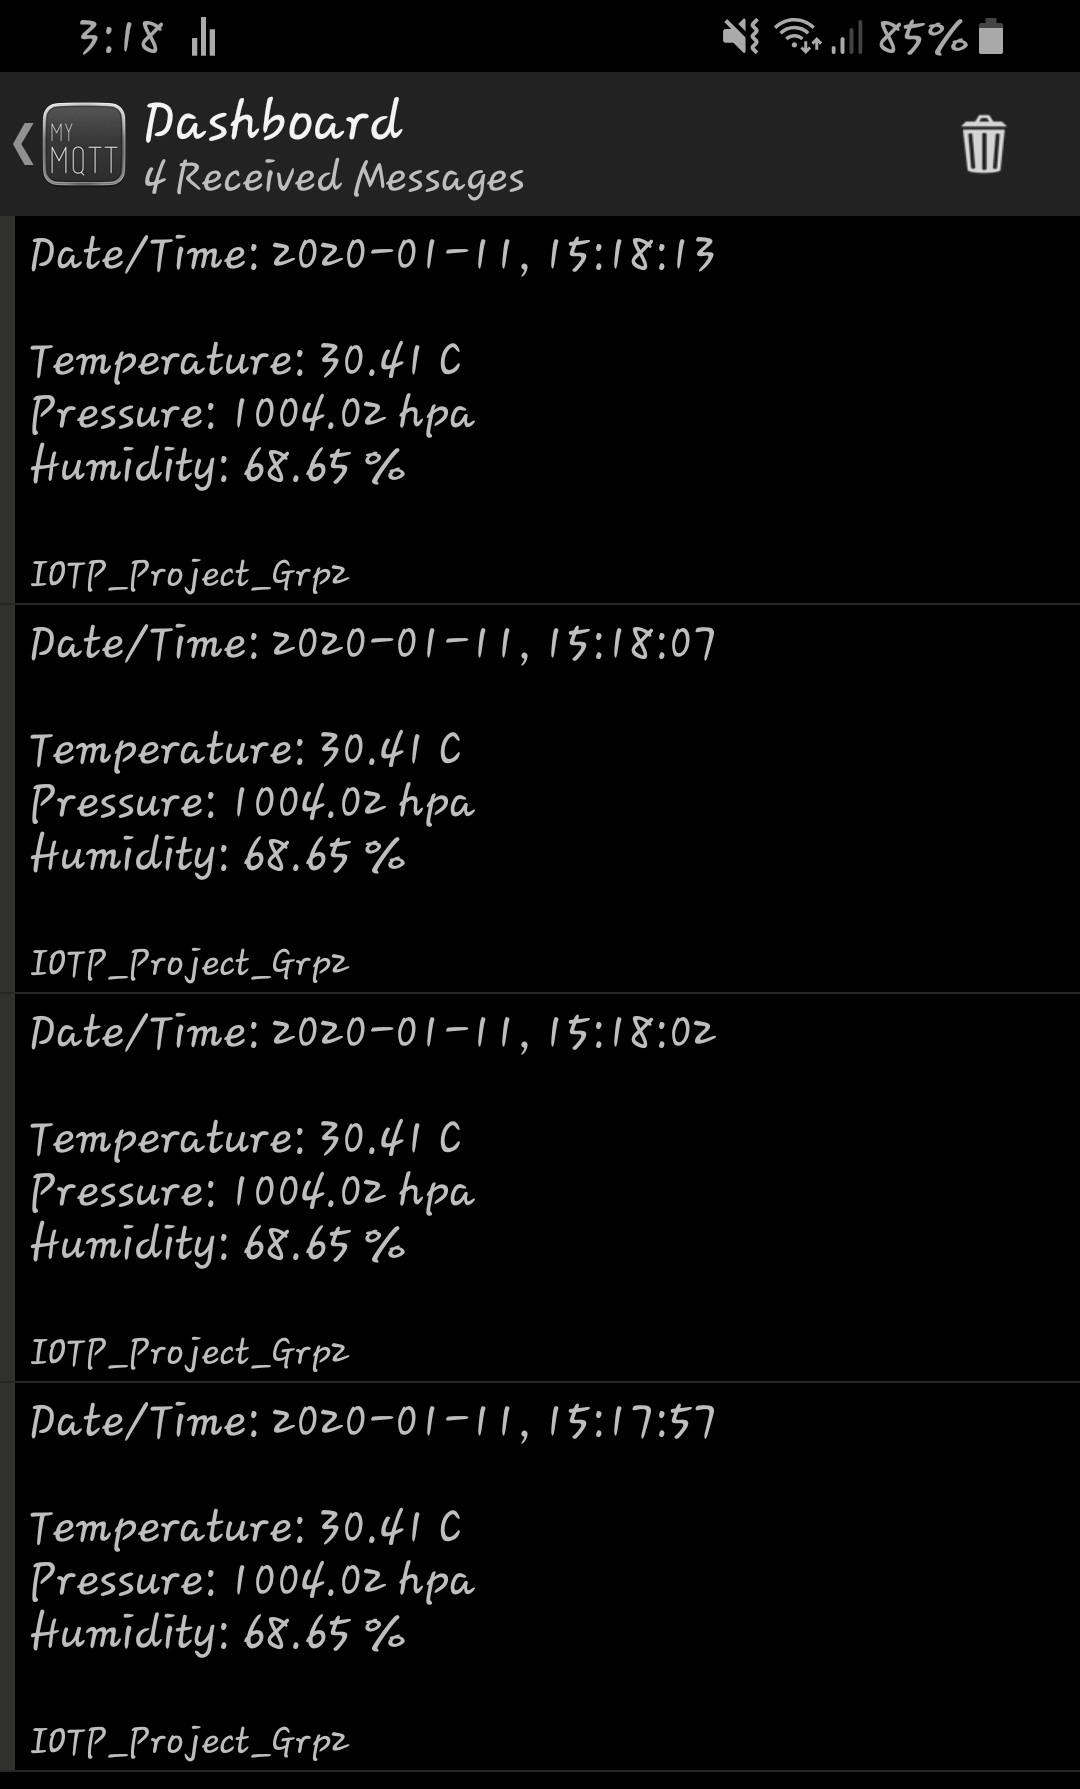 3:18 85%
MY
MQTT
Dashboard
4 Received Messages
Date/Time: 2020-01-11, 15:18:13
Temperature: 30.41 C
Pressure: 1004.02 hpa
Humidity: 68.65 %
IOTP_Project_Grp2
Date/Time: 2020-01-11, 15:18:07
Temperature: 30.41 C
Pressure: 1004.02 hpa
Humidity: 68.65 %
IOTP_Project_Grp2
Date/Time: 2020-01-11, 15:18:02
Temperature: 30.41 C
Pressure: 1004.02 hpa
Humidity: 68.65 %
IOTP_Project_Grp2
Date/Time: 2020-01-11, 15:17:57
Temperature: 30.41 C
Pressure: 1004.02 hpa
Humidity: 68.65 %
IOTP_Project_Grp2